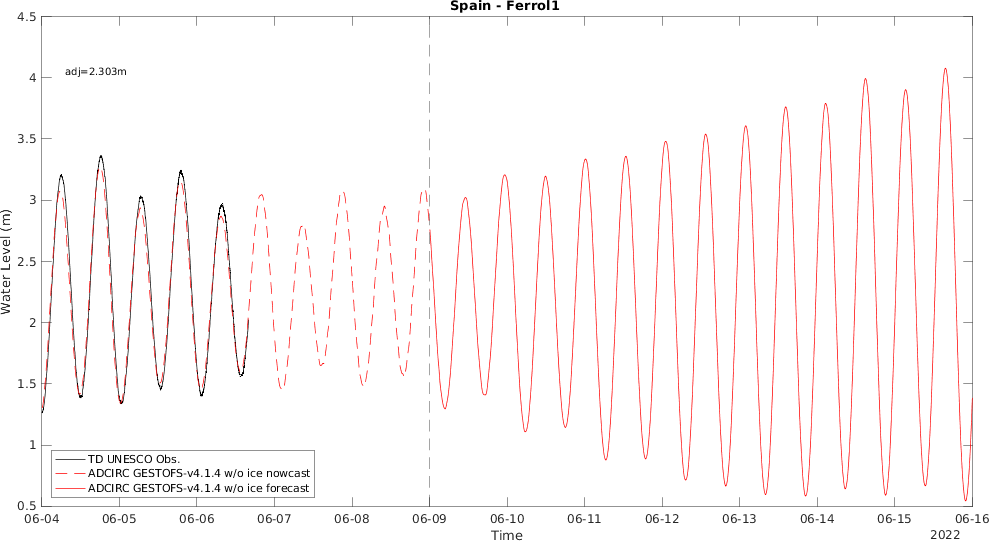 Spain - Ferrol1
4.5
4
3.5
3
2.5
2
1.5
1
0.5
Water Level (m)
adj=2.303m
TD UNESCO Obs.
ADCIRC GESTOFS-v4.1.4 w/o ice nowcast
ADCIRC GESTOFS-v4.1.4 w/o ice forecast
06-04 06-05 06-06 06-07 06-08 06-09 06-10 06-11 06-12 06-13 06-14 06-15 06-16
Time
2022